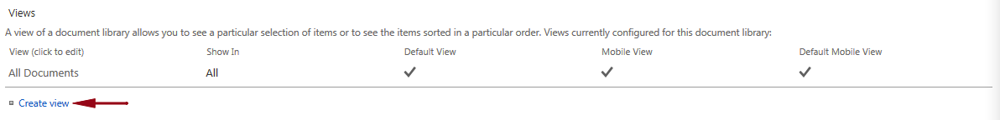 Views
A view of a document library allows you to see a particular selection of items or to see the items sorted in a particular order. Views currently configured for this document library:
View (click to edit) Show In Default View Mobile View Default Mobile View
All Documents All
Create view